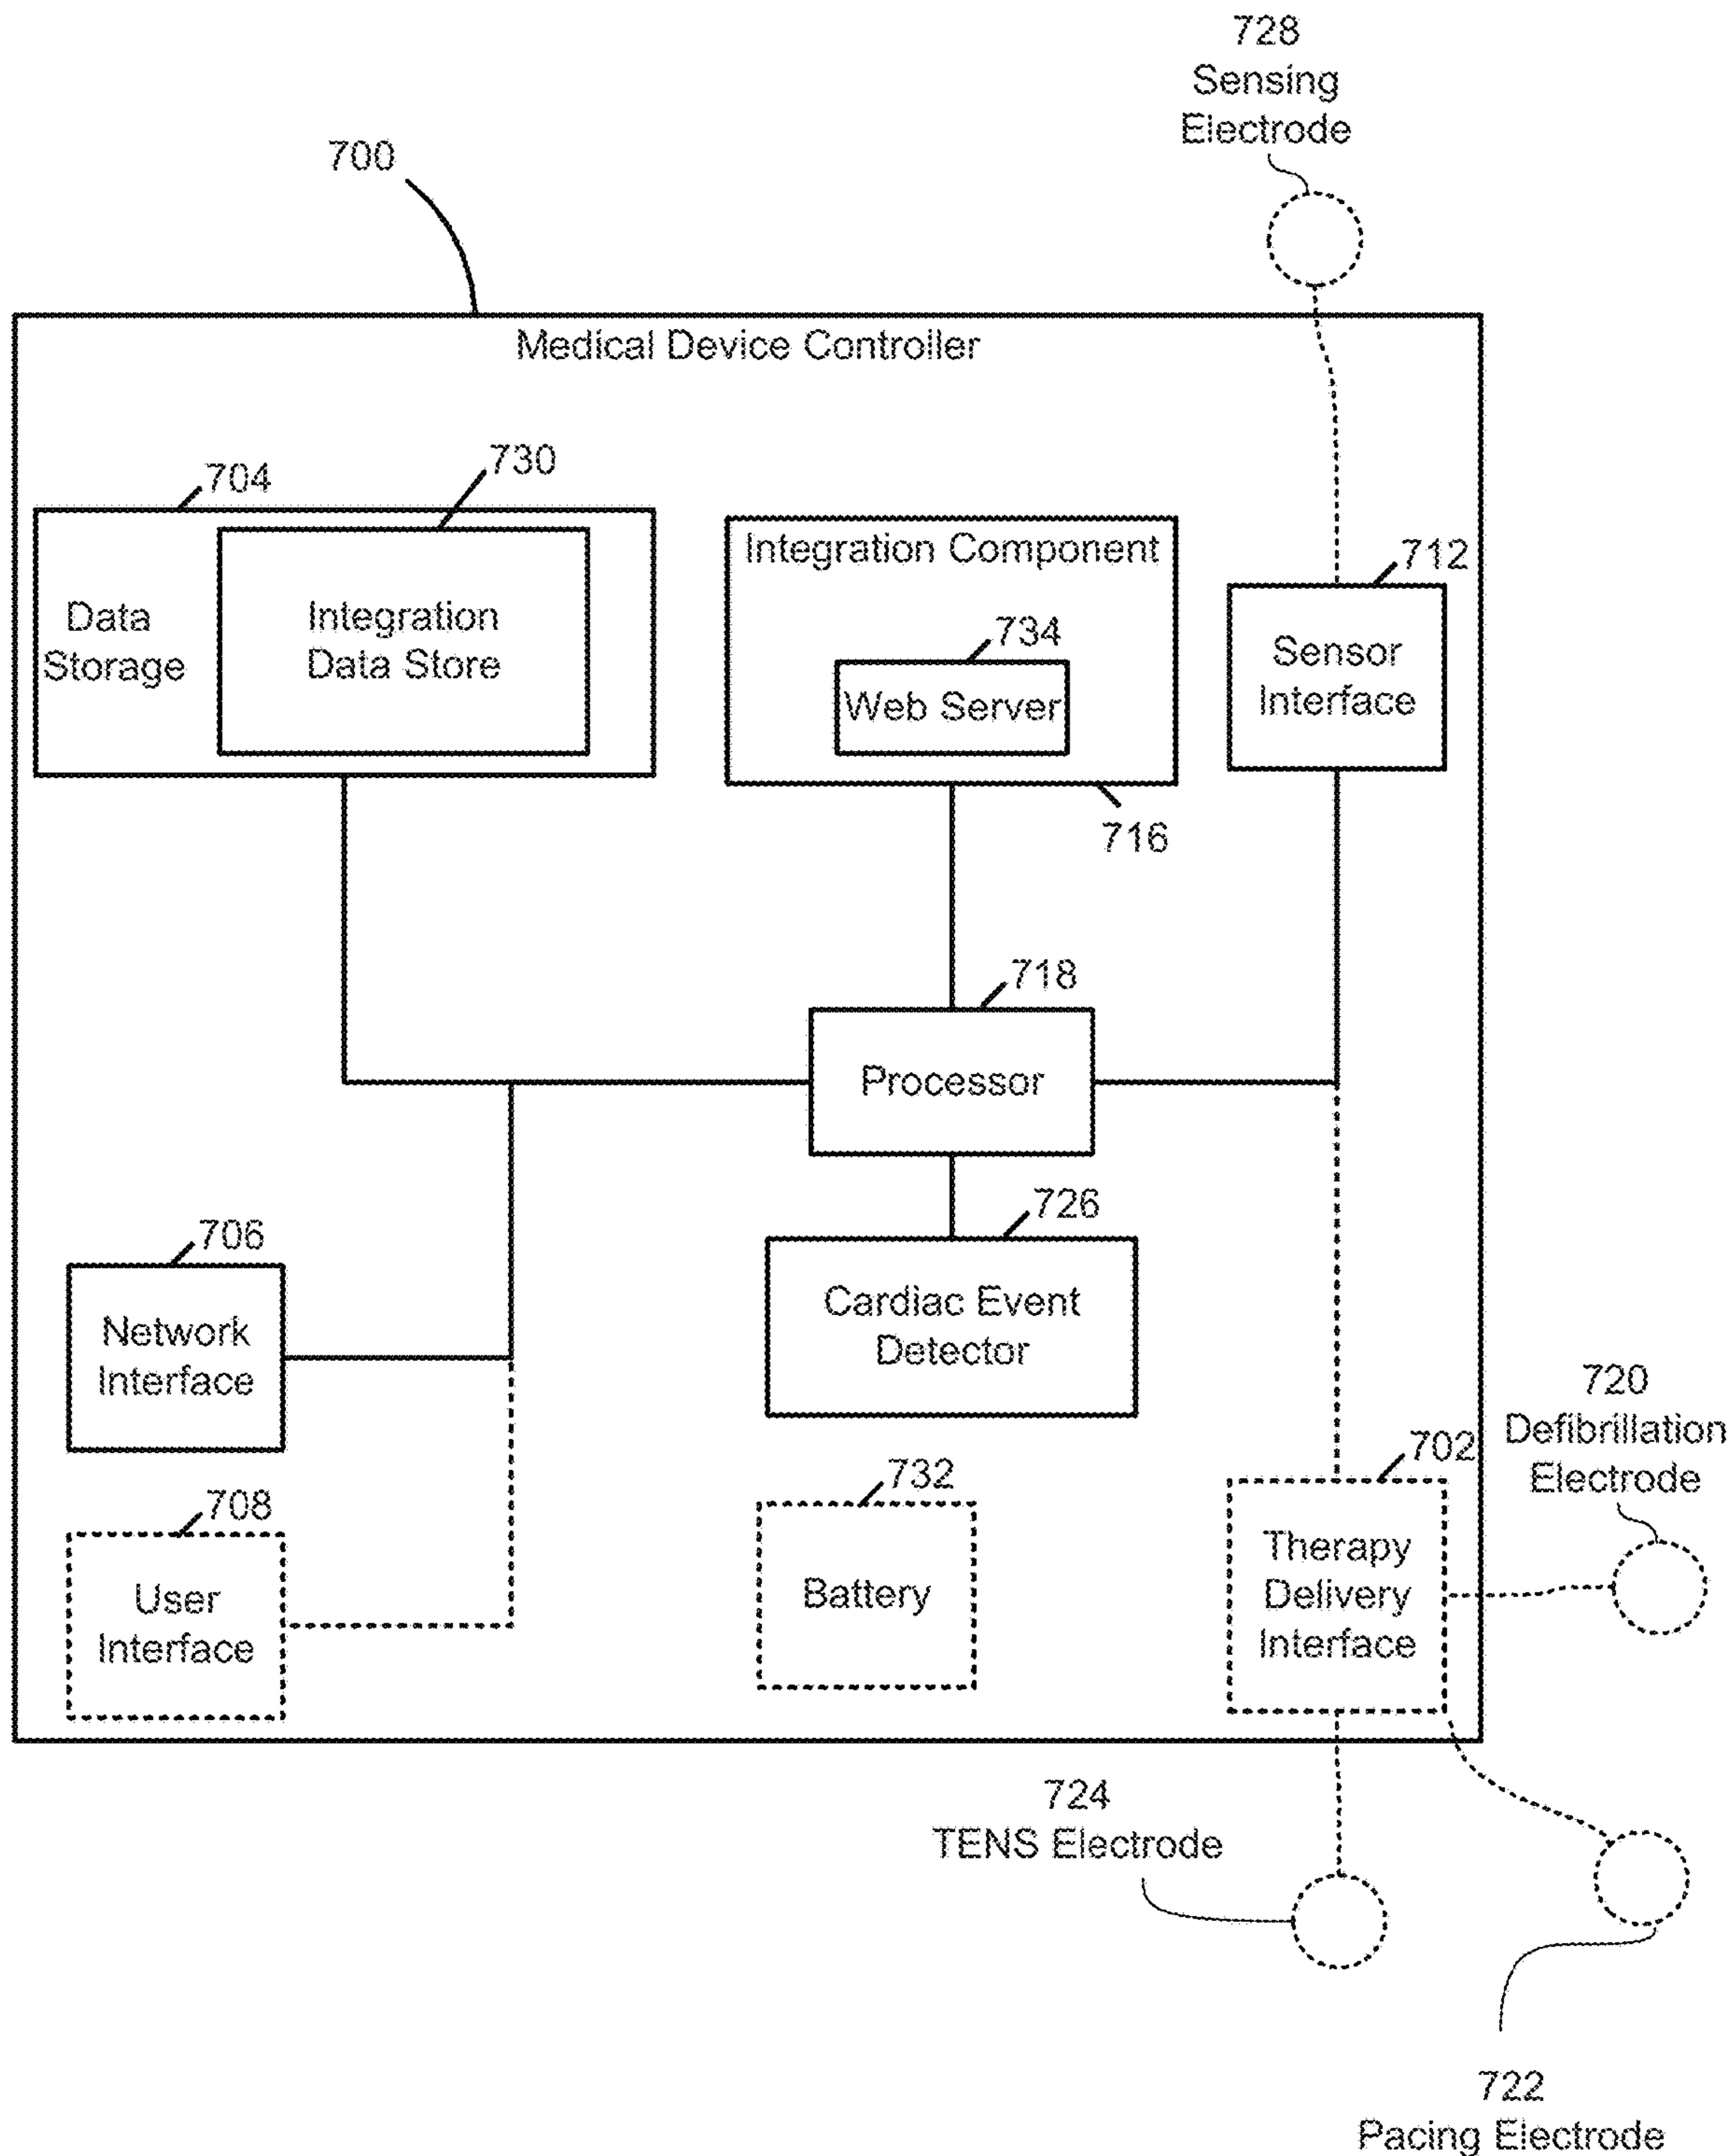 728
Sensing
Electrode
700
Medical Device Controller
704
730
Data
Storage
Integration
Data Store
Integration Component
734
Web Server
716
712
Sensor
Interface
718
Processor
726
Cardiac Event
Detector
706
Network
Interface
708
User
Interface
732
Battery
702
Therapy
Delivery
Interface
720
Defibrillation
Electrode
724
TENS Electrode
722
Pacing Electrode